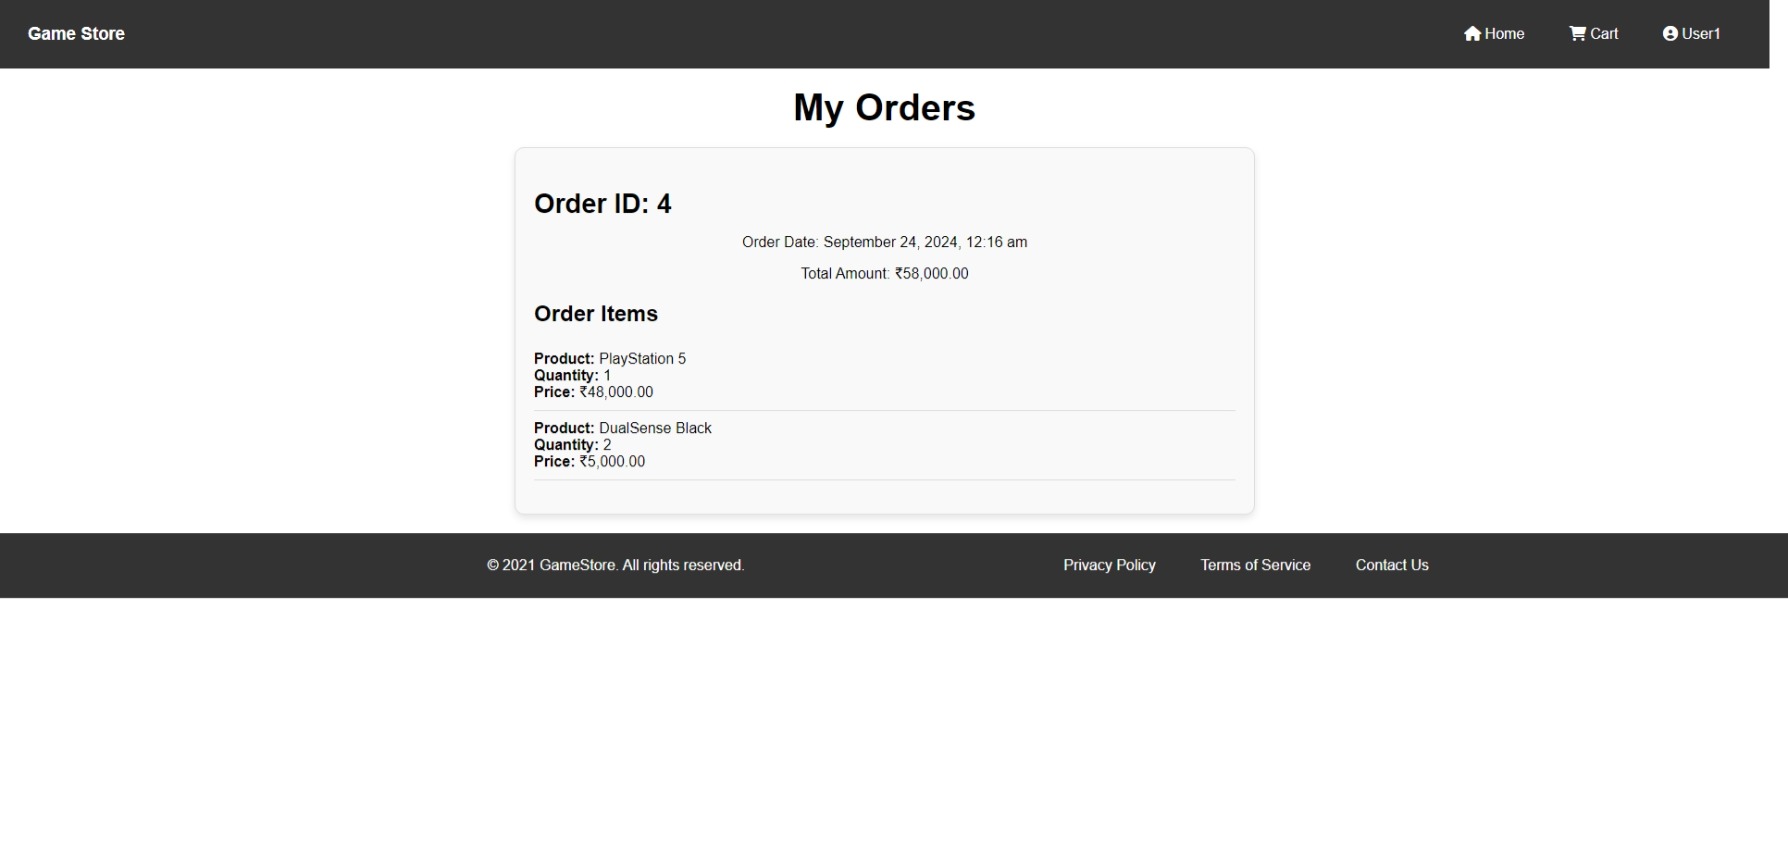 Game Store
Home
Cart
User1
My Orders
Order ID: 4
Order Date: September 24, 2024, 12:16 am
Total Amount: ₹58,000.00
Order Items
Product: PlayStation 5
Quantity: 1
Price: ₹48,000.00
Product: DualSense Black
Quantity: 2
Price: ₹5,000.00
© 2021 GameStore. All rights reserved.
Privacy Policy
Terms of Service
Contact Us